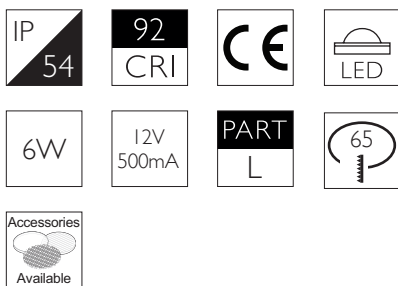 IP
54
92
CRI
CE
LED
6W
12V
500mA
PART
L
65
Accessories
Available